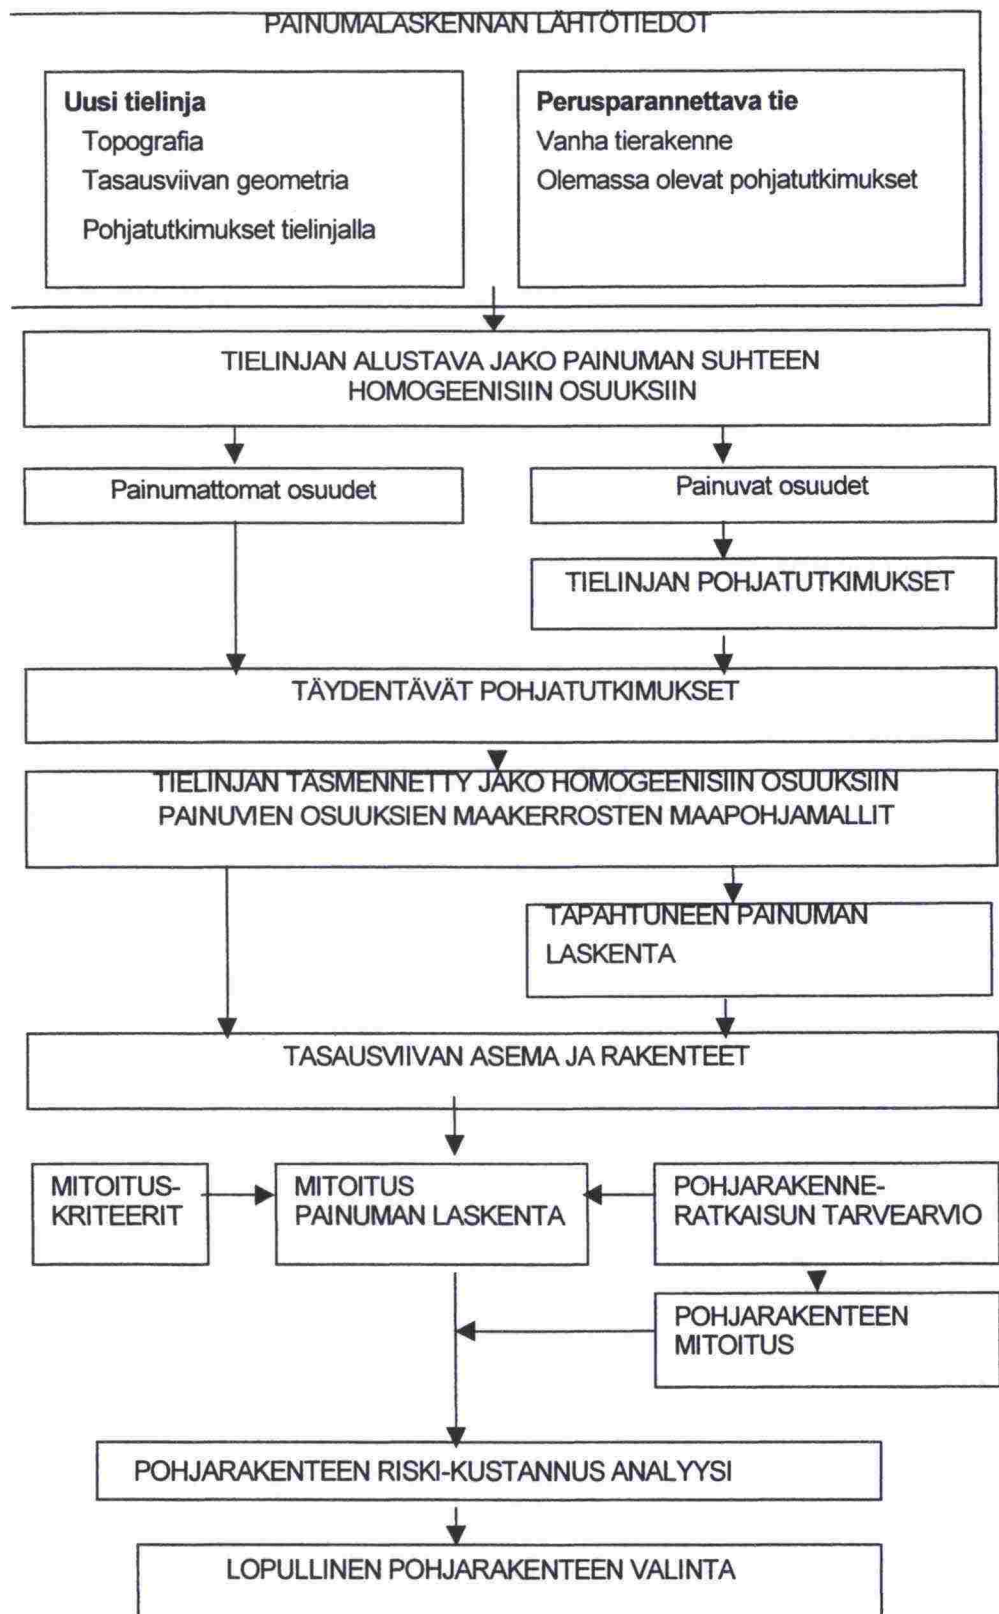 PAINUMALASKENNAN LÄHTÖTIEDOT
Uusi tielinja
Topografia
Tasausviivan geometria
Pohjatutkimukset tielinjalla
Perusparannettava tie
Vanha tierakenne
Olemassa olevat pohjatutkimukset
TIELINJAN ALUSTAVA JAKO PAINUMAN SUHTEEN
HOMOGEENISIIN OSUUKSIIN
Painumattomat osuudet
Painuvat osuudet
TIELINJAN POHJATUTKIMUKSET
TÄYDENTÄVÄT POHJATUTKIMUKSET
TIELINJAN TÄSMENNETTY JAKO HOMOGEENISIIN OSUUKSIIN
PAINUVIEN OSUUKSIEN MAAKERROSTEN MAAPOHJAMALLIT
TAPAHTUNEEN PAINUMAN
LASKENTA
TASAUSVIIVAN ASEMA JA RAKENTEET
MITOITUS-
KRITEERIT
MITOITUS
PAINUMAN LASKENTA
POHJARAKENNE-
RATKAISUN TARVEARVIO
POHJARAKENTEEN
MITOITUS
POHJARAKENTEEN RISKI-KUSTANNUS ANALYYSI
LOPULLINEN POHJARAKENTEEN VALINTA